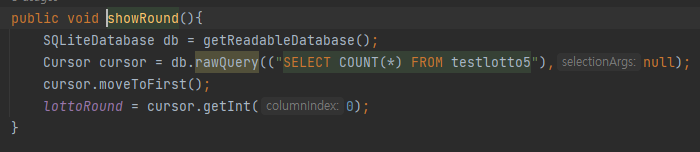 public void showRound(){
SQLiteDatabase db = getReadableDatabase();
Cursor cursor = db.rawQuery(("SELECT COUNT(*) FROM testlotto5"), selectionArgs: null);
cursor.moveToFirst();
lottoRound = cursor.getInt( columnIndex: 0);
}